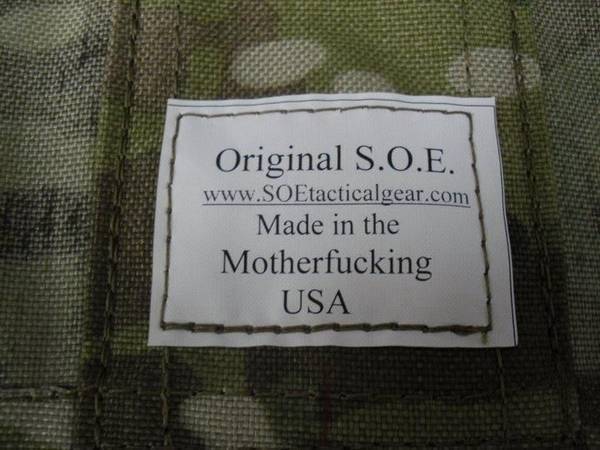 Original S.O.E.
www.SOEtacticalgear.com
Made in the
Motherfucking
USA